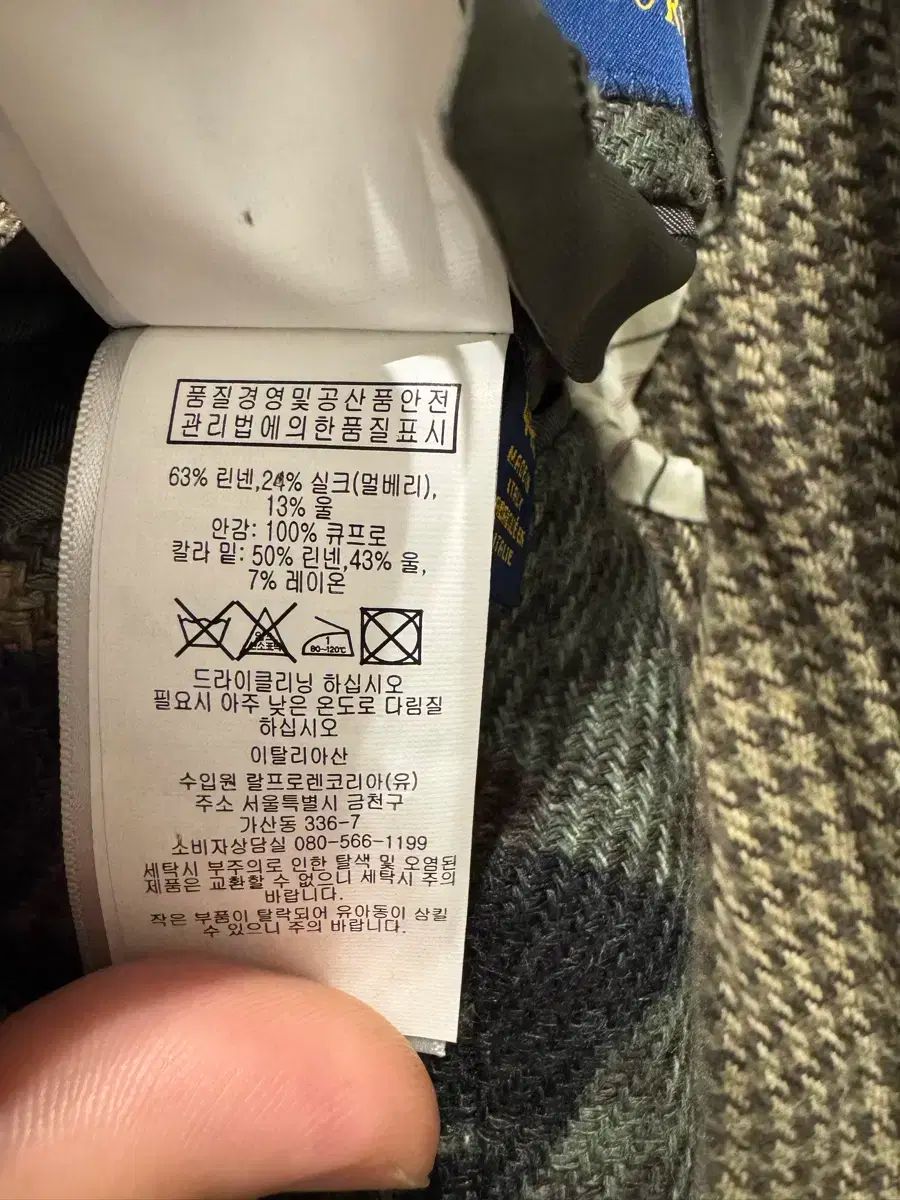 품질경영및공산품안전
관리법에의한품질표시
63% 린넨,24% 실크(멀베리),
13% 울
안감: 100% 큐프로
칼라 밑: 50% 린넨,43% 울,
7% 레이온
80~120℃
드라이클리닝 하십시오
필요시 아주 낮은 온도로 다림질
하십시오
이탈리아산
수입원 랄프로렌코리아(유)
주소 서울특별시 금천구
가산동 336-7
소비자상담실 080-566-1199
세탁시 부주의로 인한 탈색 및 오염된
제품은 교환할 수 없으니 세탁시 주의
바랍니다.
작은 부품이 탈락되어 유아동이 삼킬
수 있으니 주의 바랍니다.